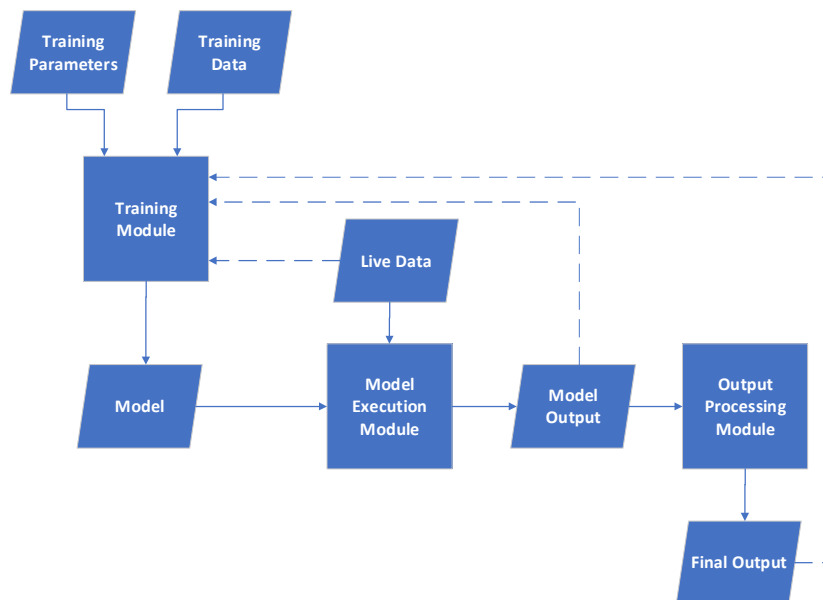 Training
Parameters
Training
Data
Training
Module
Live Data
Model
Model
Execution
Module
Model
Output
Output
Processing
Module
Final Output